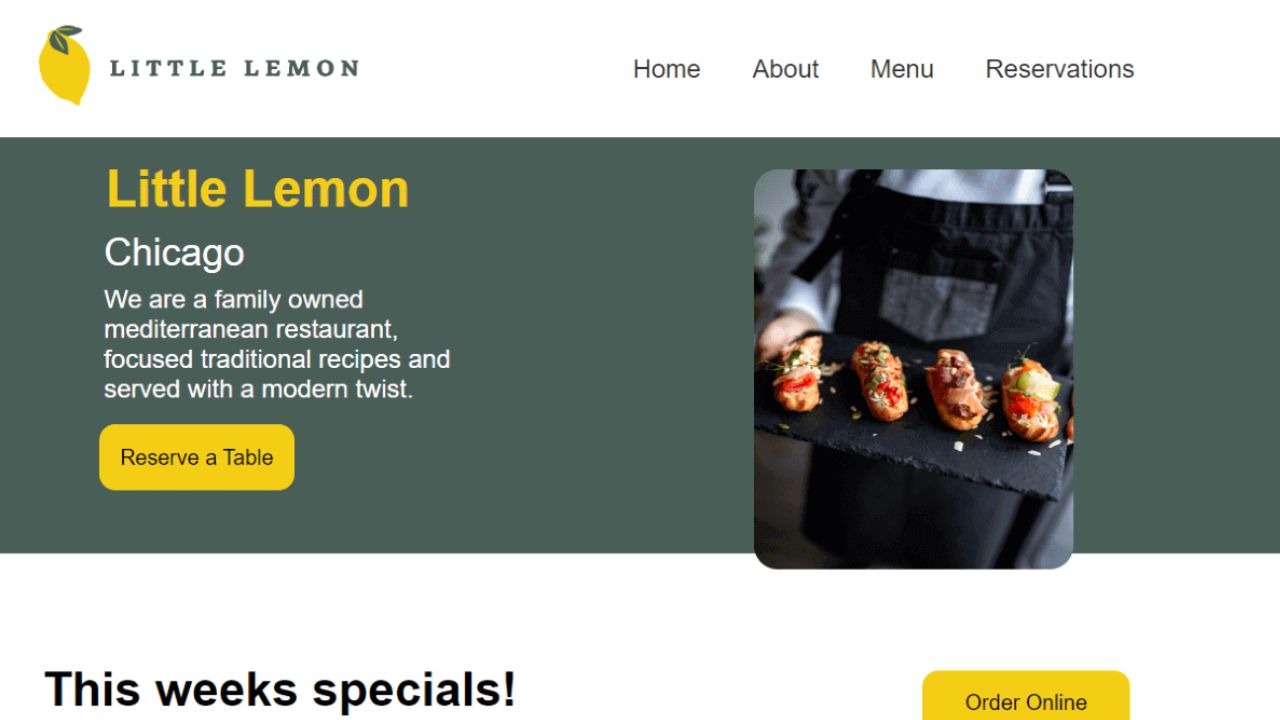 LITTLE LEMON
Home About Menu Reservations
Little Lemon
Chicago
We are a family owned
mediterranean restaurant,
focused traditional recipes and
served with a modern twist.
Reserve a Table
This weeks specials!
Order Online